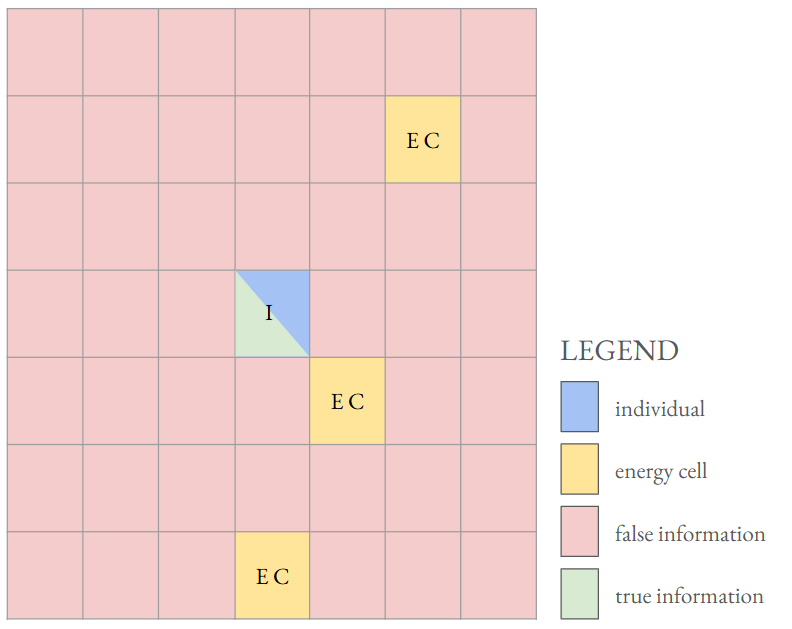 E C
I
E C
E C
LEGEND
individual
energy cell
false information
true information